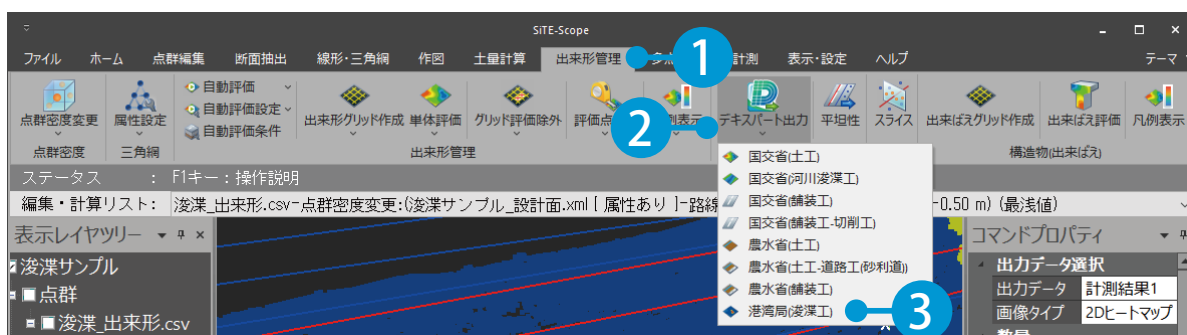 SiTE-Scope
ファイル ホーム 点群編集 断面抽出 線形・三角網 作図 土量計算 出来形管理 1 計測 表示・設定 ヘルプ テーマ
点群密度変更 属性設定 自動評価 出来形グリッド作成 単体評価 グリッド評価除外 評価点 2 列表示 デキスパート出力 平坦性 スライス 出来ばえグリッド作成 出来ばえ評価 凡例表示
自動評価設定
自動評価条件
点群密度 三角網 出来形管理 構造物(出来ばえ)
国交省(土工)
国交省(河川浚渫工)
国交省(舗装工)
国交省(舗装工-切削工)
農水省(土工)
農水省(土工-道路工(砂利道))
農水省(舗装工)
港湾局(浚渫工) 3
ステータス : F1キー:操作説明
編集・計算リスト: 浚渫_出来形.csv-点群密度変更:(浚渫サンプル_設計面.xml [ 属性あり ]-路線 -0.50 m) (最浅値)
表示レイヤツリー
浚渫サンプル
点群
浚渫_出来形.csv
コマンドプロパティ
出力データ選択
出力データ 計測結果1
画像タイプ 2Dヒートマップ